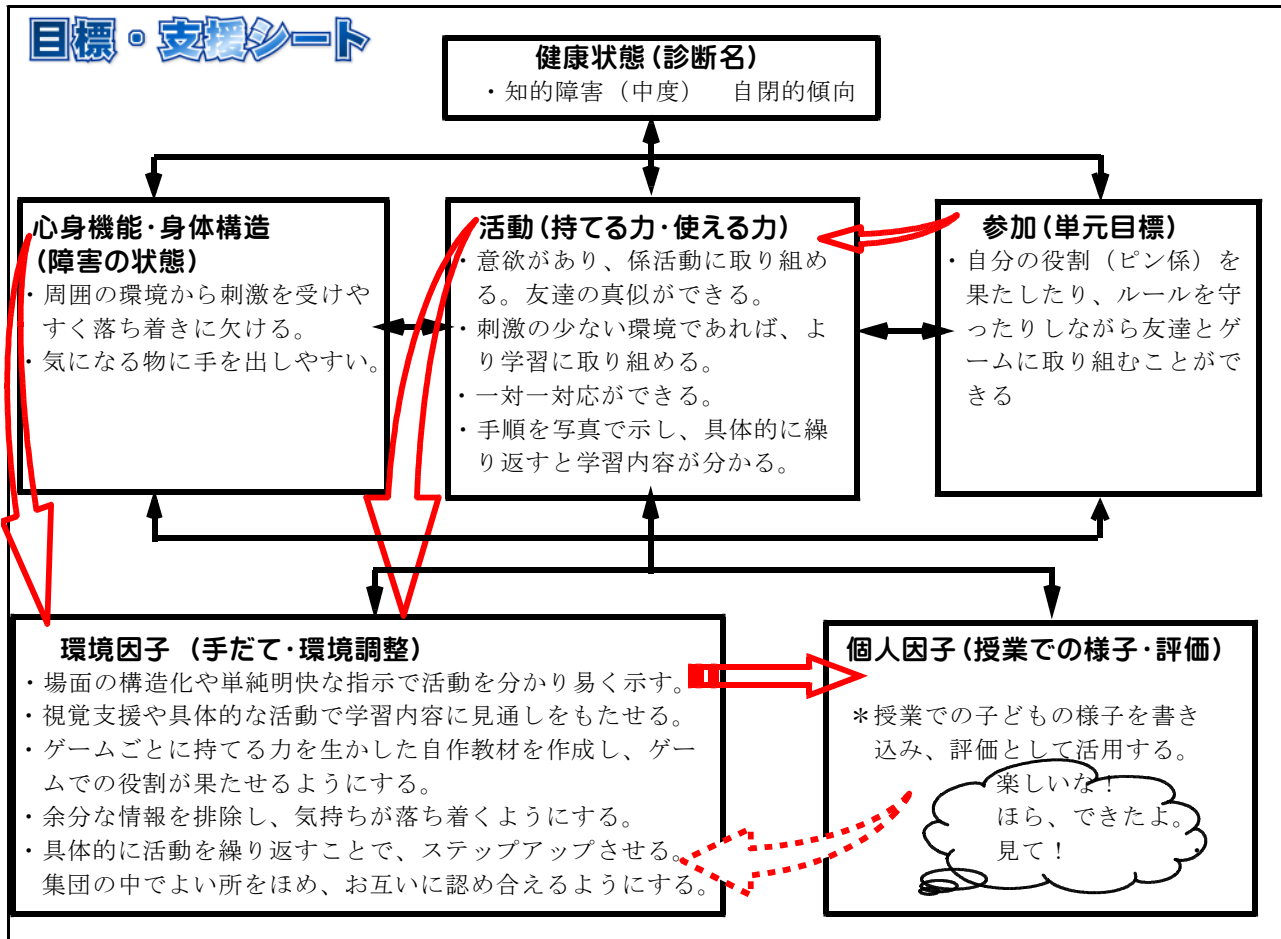 目標・支援シート
健康状態(診断名)
・知的障害（中度）　自閉的傾向
心身機能・身体構造
(障害の状態)
・周囲の環境から刺激を受けや
すく落ち着きに欠ける。
・気になる物に手を出しやすい。
活動(持てる力・使える力)
・意欲があり、係活動に取り組め
る。友達の真似ができる。
・刺激の少ない環境であれば、よ
り学習に取り組める。
・一対一対応ができる。
・手順を写真で示し、具体的に繰
り返すと学習内容が分かる。
参加(単元目標)
・自分の役割（ピン係）を
果たしたり、ルールを守
ったりしながら友達とゲ
ームに取り組むことがで
きる
環境因子 (手だて・環境調整)
・場面の構造化や単純明快な指示で活動を分かり易く示す。
・視覚支援や具体的な活動で学習内容に見通しをもたせる。
・ゲームごとに持てる力を生かした自作教材を作成し、ゲー
ムでの役割が果たせるようにする。
・余分な情報を排除し、気持ちが落ち着くようにする。
・具体的に活動を繰り返すことで、ステップアップさせる。
集団の中でよい所をほめ、お互いに認め合えるようにする。
個人因子(授業での様子・評価)
＊授業での子どもの様子を書き
込み、評価として活用する。
楽しいな！
ほら、できたよ。
見て！